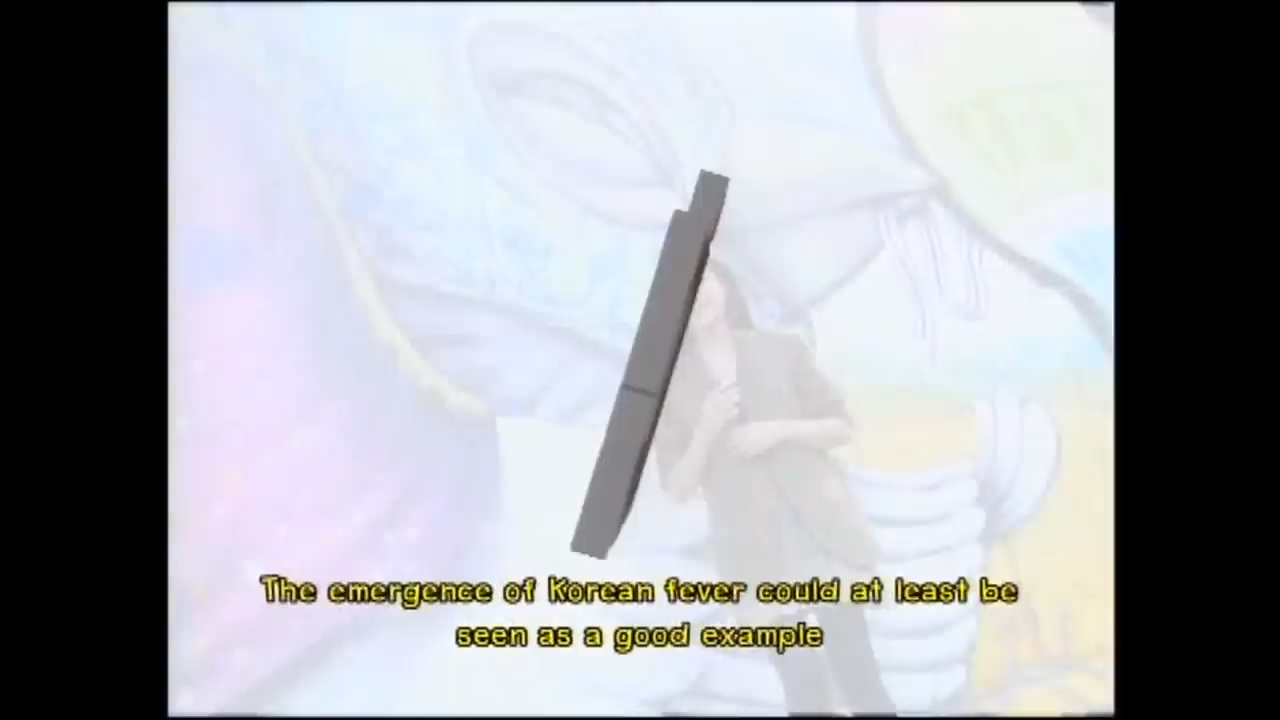 The emergence of Korean fever could at least be
seen as a good example